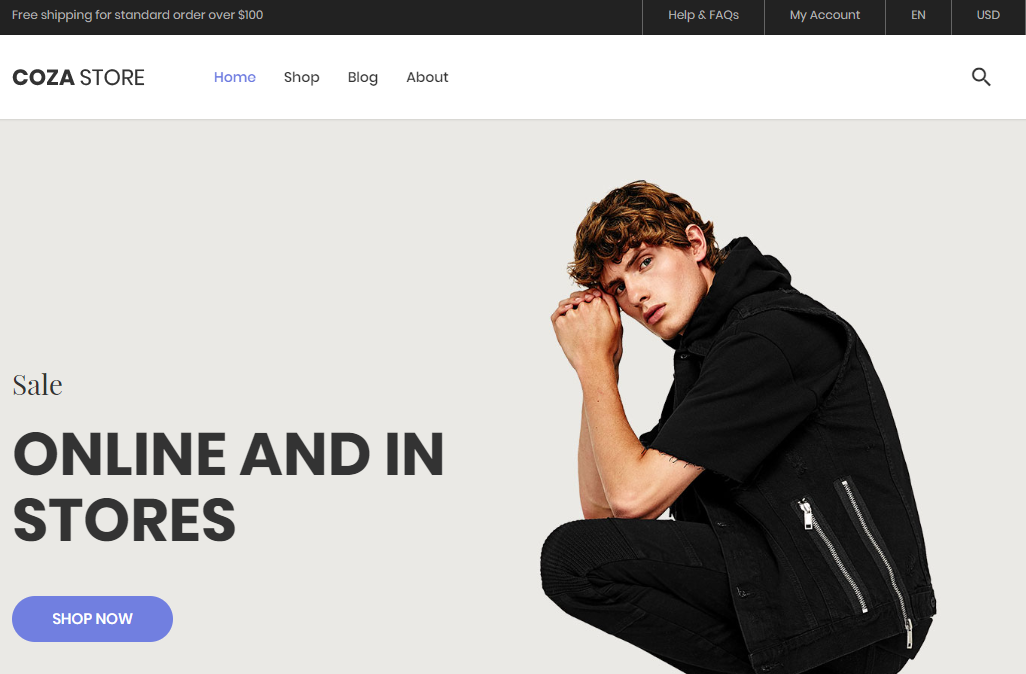 Free shipping for standard order over $100
Help & FAQs
My Account
EN
USD
COZA STORE
Home
Shop
Blog
About
Sale
ONLINE AND IN
STORES
SHOP NOW